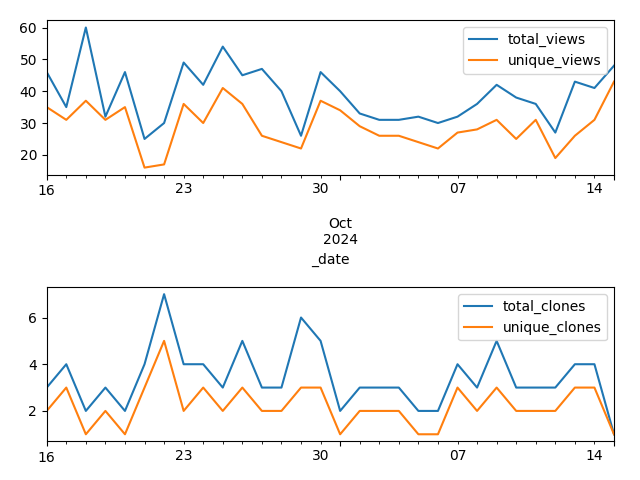 60
50
40
30
20
total_views
unique_views
16 23 30 07 14
Oct
2024
_date
6
4
2
total_clones
unique_clones
16 23 30 07 14